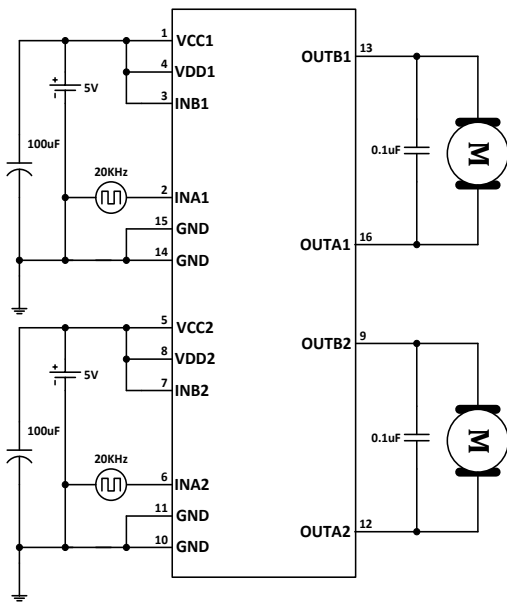 1 VCC1
4 VDD1
3 INB1
+
-
5V
100uF
20KHz
2 INA1
15 GND
14 GND
OUTB1 13
0.1uF
M
OUTA1 16
5 VCC2
8 VDD2
7 INB2
+
-
5V
100uF
20KHz
6 INA2
11 GND
10 GND
OUTB2 9
0.1uF
M
OUTA2 12